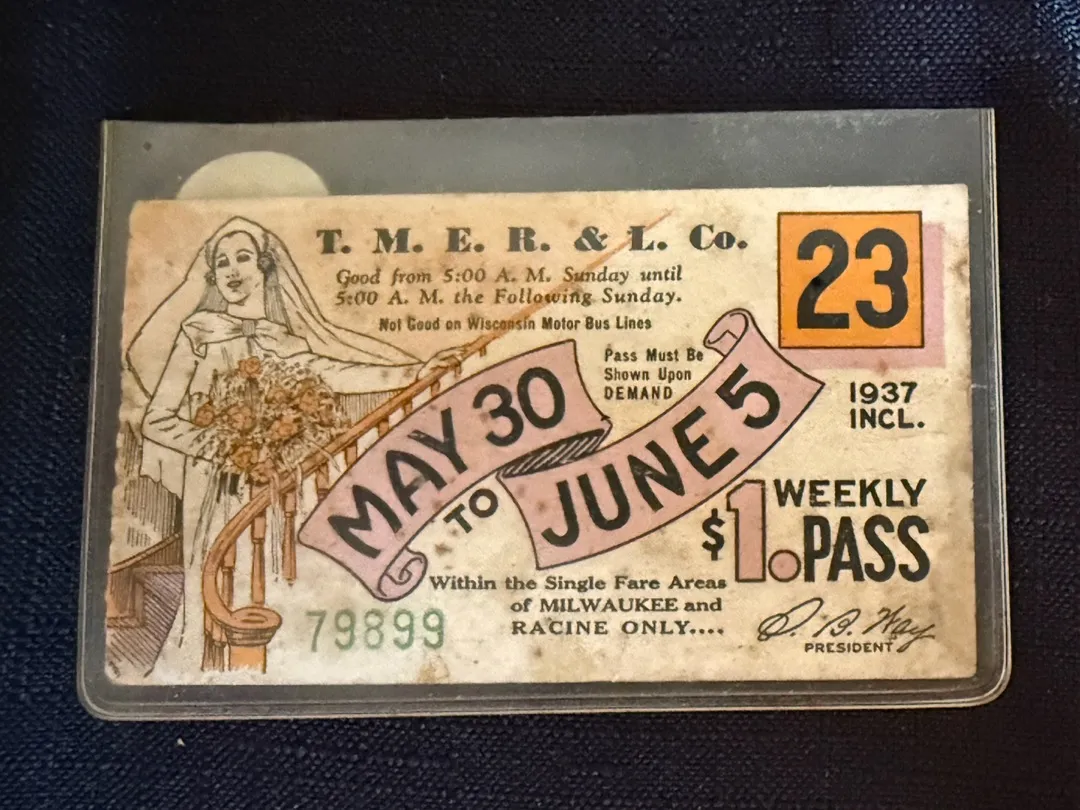 T. M. E. R. & L. Co.
Good from 5:00 A. M. Sunday until
5:00 A. M. the Following Sunday.
Not Good on Wisconsin Motor Bus Lines
23
Pass Must Be
Shown Upon
DEMAND
1937
INCL.
MAY 30
TO
JUNE 5
$1.
WEEKLY
PASS
Within the Single Fare Areas
of MILWAUKEE and
RACINE ONLY....
79899
S. B. Way
PRESIDENT